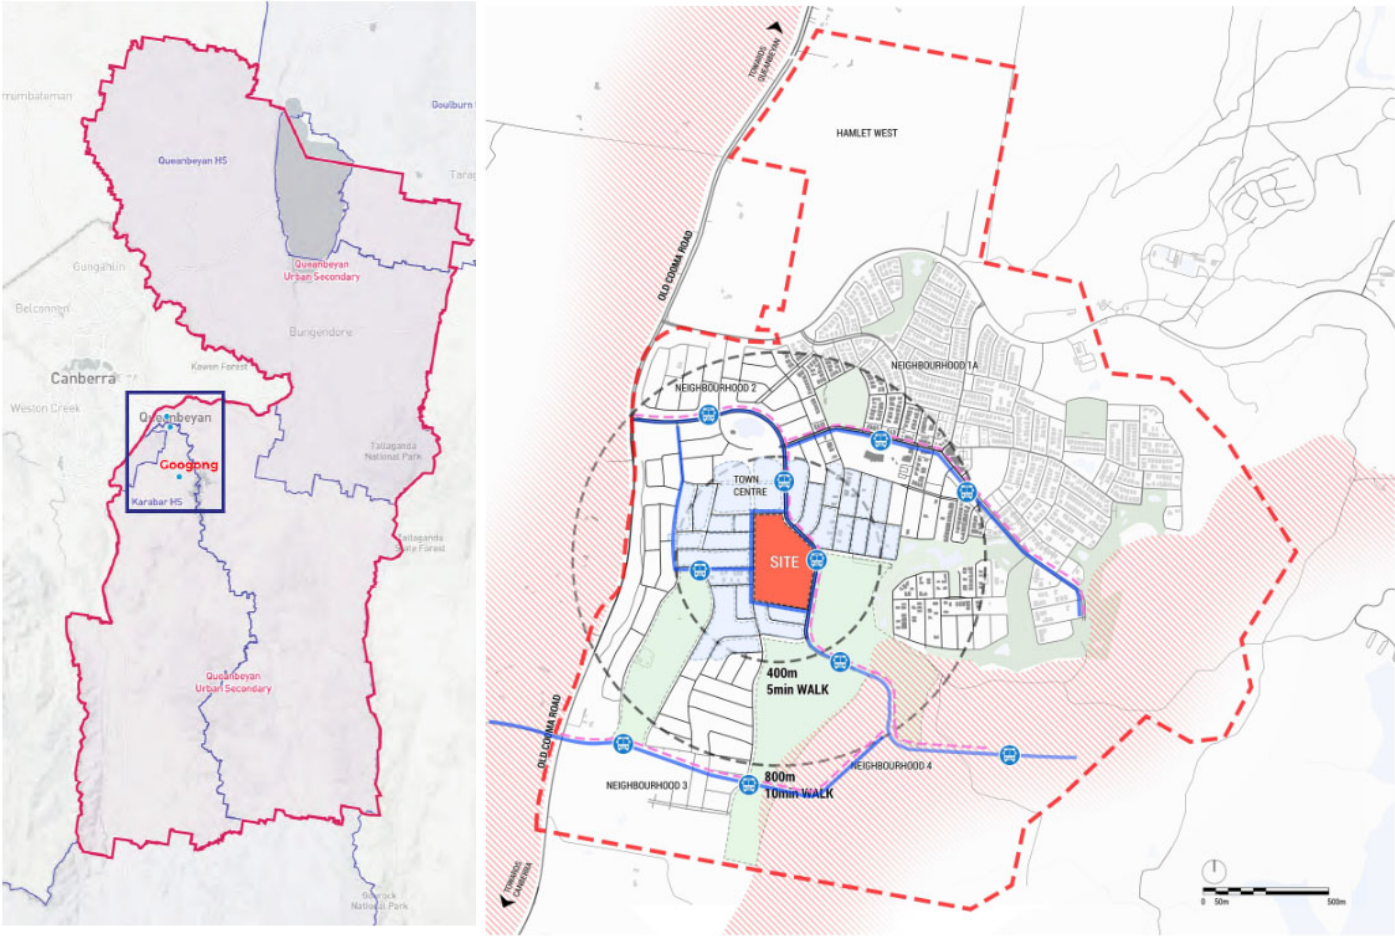 rrumbateman
Goulburn
Queanbeyan HS
Tarag
Gungahlin
Queanbeyan
Urban Secondary
Belconnen
Bungendore
Canberra
Kowen Forest
Weston Creek
Queanbeyan
Tallaganda
National Park
Googong
Karabar HS
Tallaganda
State Forest
Queanbeyan
Urban Secondary
National Park
TOWARDS
QUEANBEYAN
HAMLET WEST
OLD COOMA ROAD
NEIGHBOURHOOD 1A
NEIGHBOURHOOD 2
TOWN
CENTRE
SITE
400m
5min WALK
OLD COOMA ROAD
NEIGHBOURHOOD 4
800m
10min WALK
NEIGHBOURHOOD 3
TOWARDS
CANBERRA
0 50m 500m